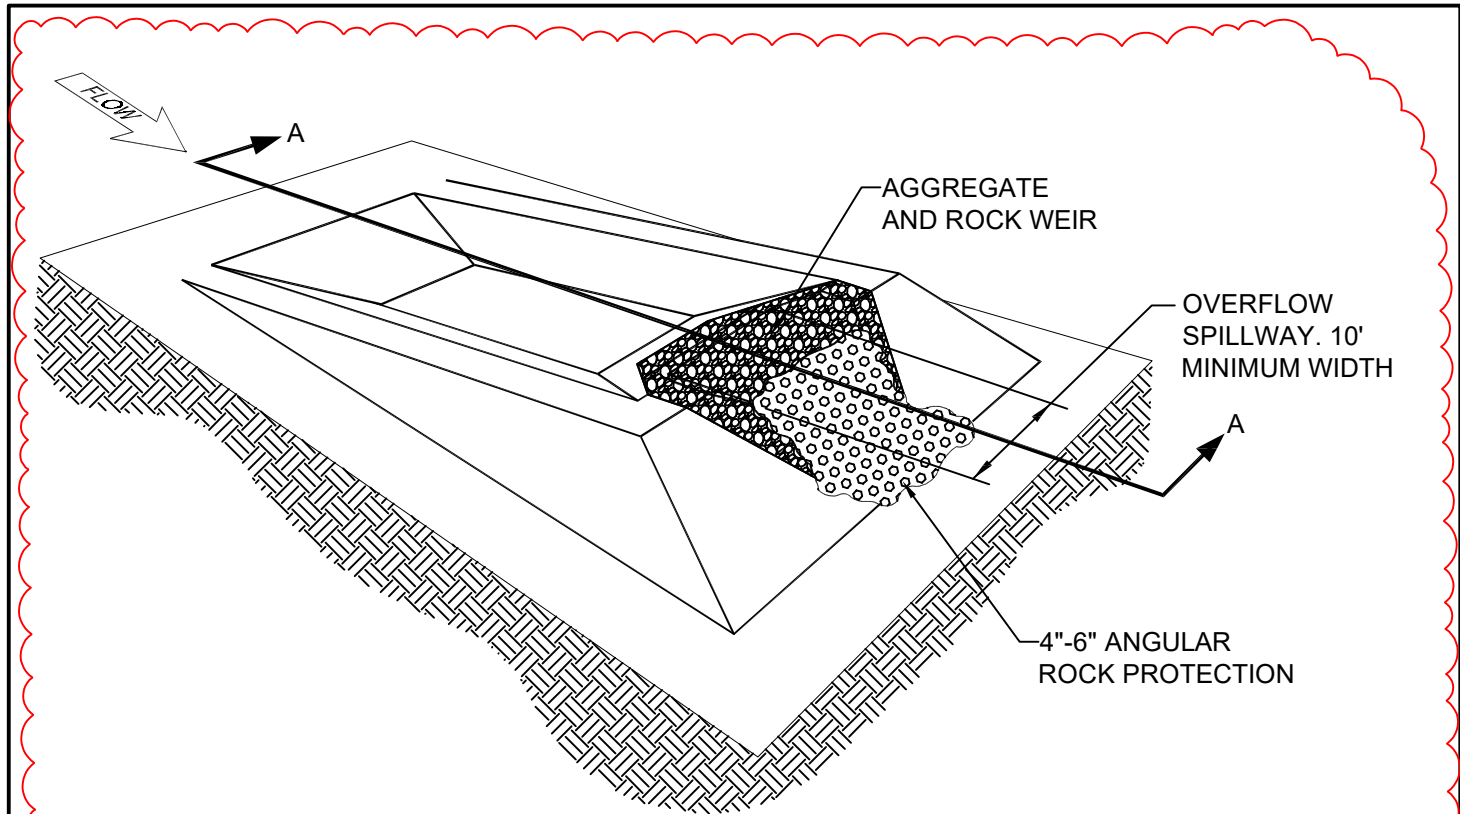 FLOW
A
AGGREGATE
AND ROCK WEIR
OVERFLOW
SPILLWAY. 10'
MINIMUM WIDTH
A
4"-6" ANGULAR
ROCK PROTECTION